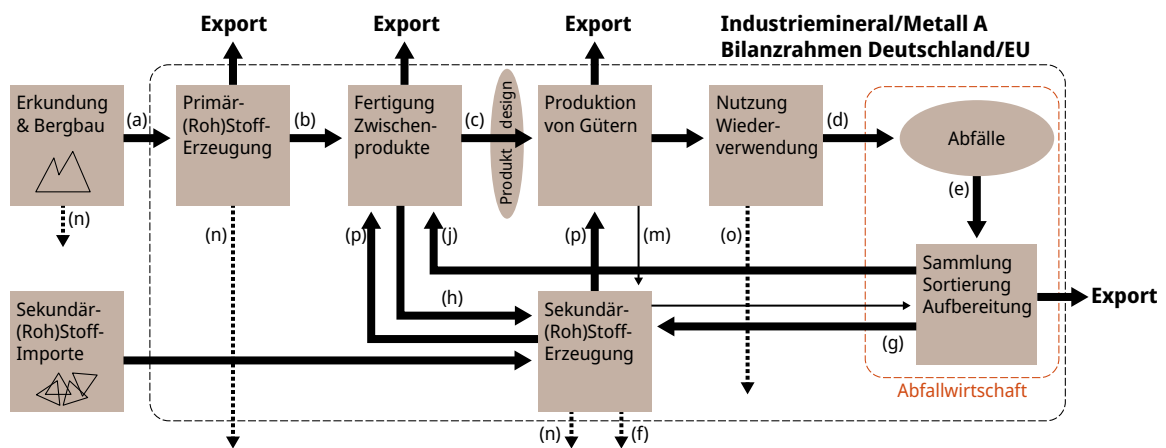 Export
Export
Export
Industriemineral/Metall A
Bilanzrahmen Deutschland/EU
Erkundung
& Bergbau
(a)
Primär-
(Roh)Stoff-
Erzeugung
(b)
Fertigung
Zwischen-
produkte
(c)
Produkt design
Produktion
von Gütern
Nutzung
Wieder-
verwendung
(d)
Abfälle
(e)
(n)
(n)
(p)
(j)
(p)
(m)
(o)
(h)
Sammlung
Sortierung
Aufbereitung
Export
Sekundär-
(Roh)Stoff-
Importe
Sekundär-
(Roh)Stoff-
Erzeugung
(g)
Abfallwirtschaft
(n)
(f)